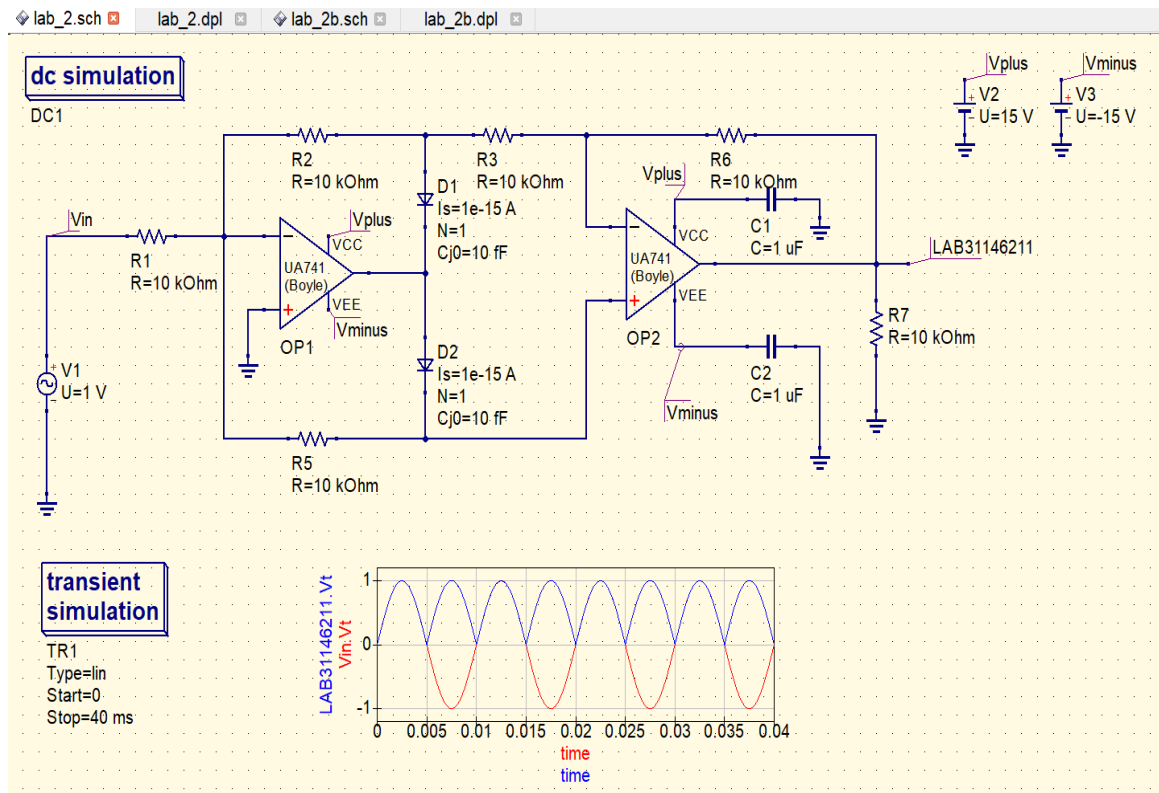 lab_2.sch lab_2.dpl lab_2b.sch lab_2b.dpl
dc simulation
DC1
Vplus
Vminus
V2
U=15 V
V3
U=-15 V
R2
R=10 kOhm
R3
R=10 kOhm
R6
R=10 kOhm
D1
Is=1e-15 A
N=1
Cj0=10 fF
Vplus
C1
C=1 uF
Vin
R1
R=10 kOhm
Vplus
VCC
UA741
(Boyle)
VEE
Vminus
OP1
VCC
UA741
(Boyle)
VEE
OP2
LAB31146211
R7
R=10 kOhm
D2
Is=1e-15 A
N=1
Cj0=10 fF
C2
C=1 uF
Vminus
V1
U=1 V
R5
R=10 kOhm
transient
simulation
TR1
Type=lin
Start=0
Stop=40 ms
LAB31146211.Vt
Vin.Vt
1
0
-1
0 0.005 0.01 0.015 0.02 0.025 0.03 0.035 0.04
time
time